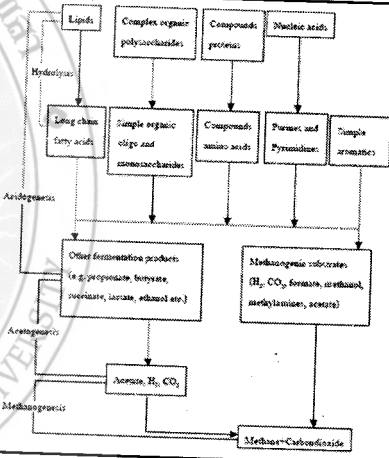 Lipids
Complex organic
polysaccharides
Compounds
proteins
Nucleic acids
Hydrolysis
Long chain
fatty acids
Simple organic
oligo and
monosaccharides
Compounds
amino acids
Purines and
Pyrimidines
Simple
aromatics
Acidogenesis
Other fermentation products
(e.g. propionate, butyrate,
succinate, lactate, ethanol etc.)
Methanogenic substrates
(H₂, CO₂, formate, methanol,
methylamines, acetate)
Acetogenesis
Acetate, H₂, CO₂
Methanogenesis
Methane+Carbondioxide
VERSITY